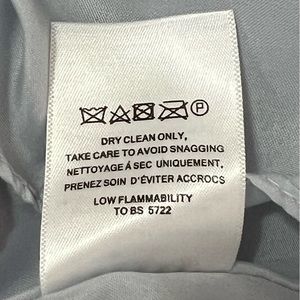 P
DRY CLEAN ONLY,
TAKE CARE TO AVOID SNAGGING
NETTOYAGE Á SEC UNIQUEMENT,
PRENEZ SOIN D'ÉVITER ACCROCS
LOW FLAMMABILITY
TO BS 5722